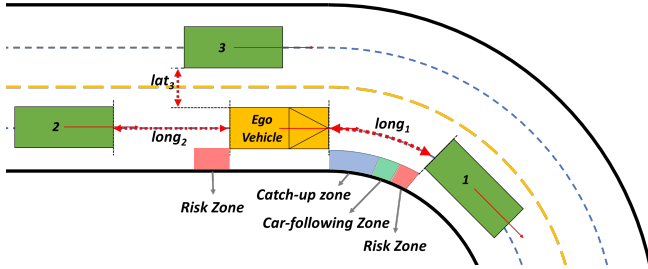 3
lat3
2
Ego
Vehicle
long1
long2
1
Catch-up zone
Risk Zone
Car-following Zone
Risk Zone